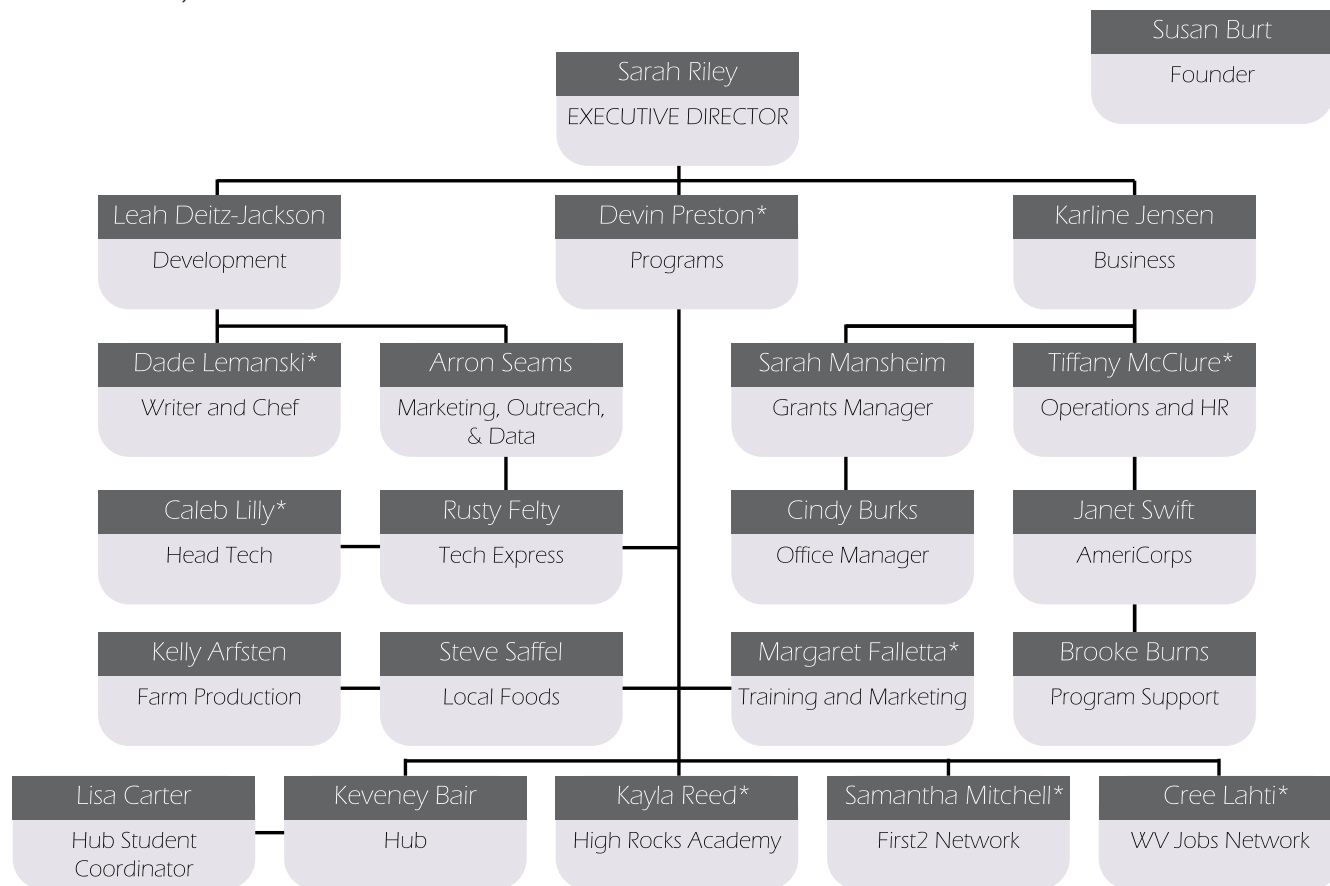 Susan Burt
Founder
Sarah Riley
EXECUTIVE DIRECTOR
Leah Deitz-Jackson
Development
Devin Preston*
Programs
Karline Jensen
Business
Dade Lemanski*
Writer and Chef
Arron Seams
Marketing, Outreach,
& Data
Sarah Mansheim
Grants Manager
Tiffany McClure*
Operations and HR
Caleb Lilly*
Head Tech
Rusty Felty
Tech Express
Cindy Burks
Office Manager
Janet Swift
AmeriCorps
Kelly Arfsten
Farm Production
Steve Saffel
Local Foods
Margaret Falletta*
Training and Marketing
Brooke Burns
Program Support
Lisa Carter
Hub Student
Coordinator
Keveney Bair
Hub
Kayla Reed*
High Rocks Academy
Samantha Mitchell*
First2 Network
Cree Lahti*
WV Jobs Network